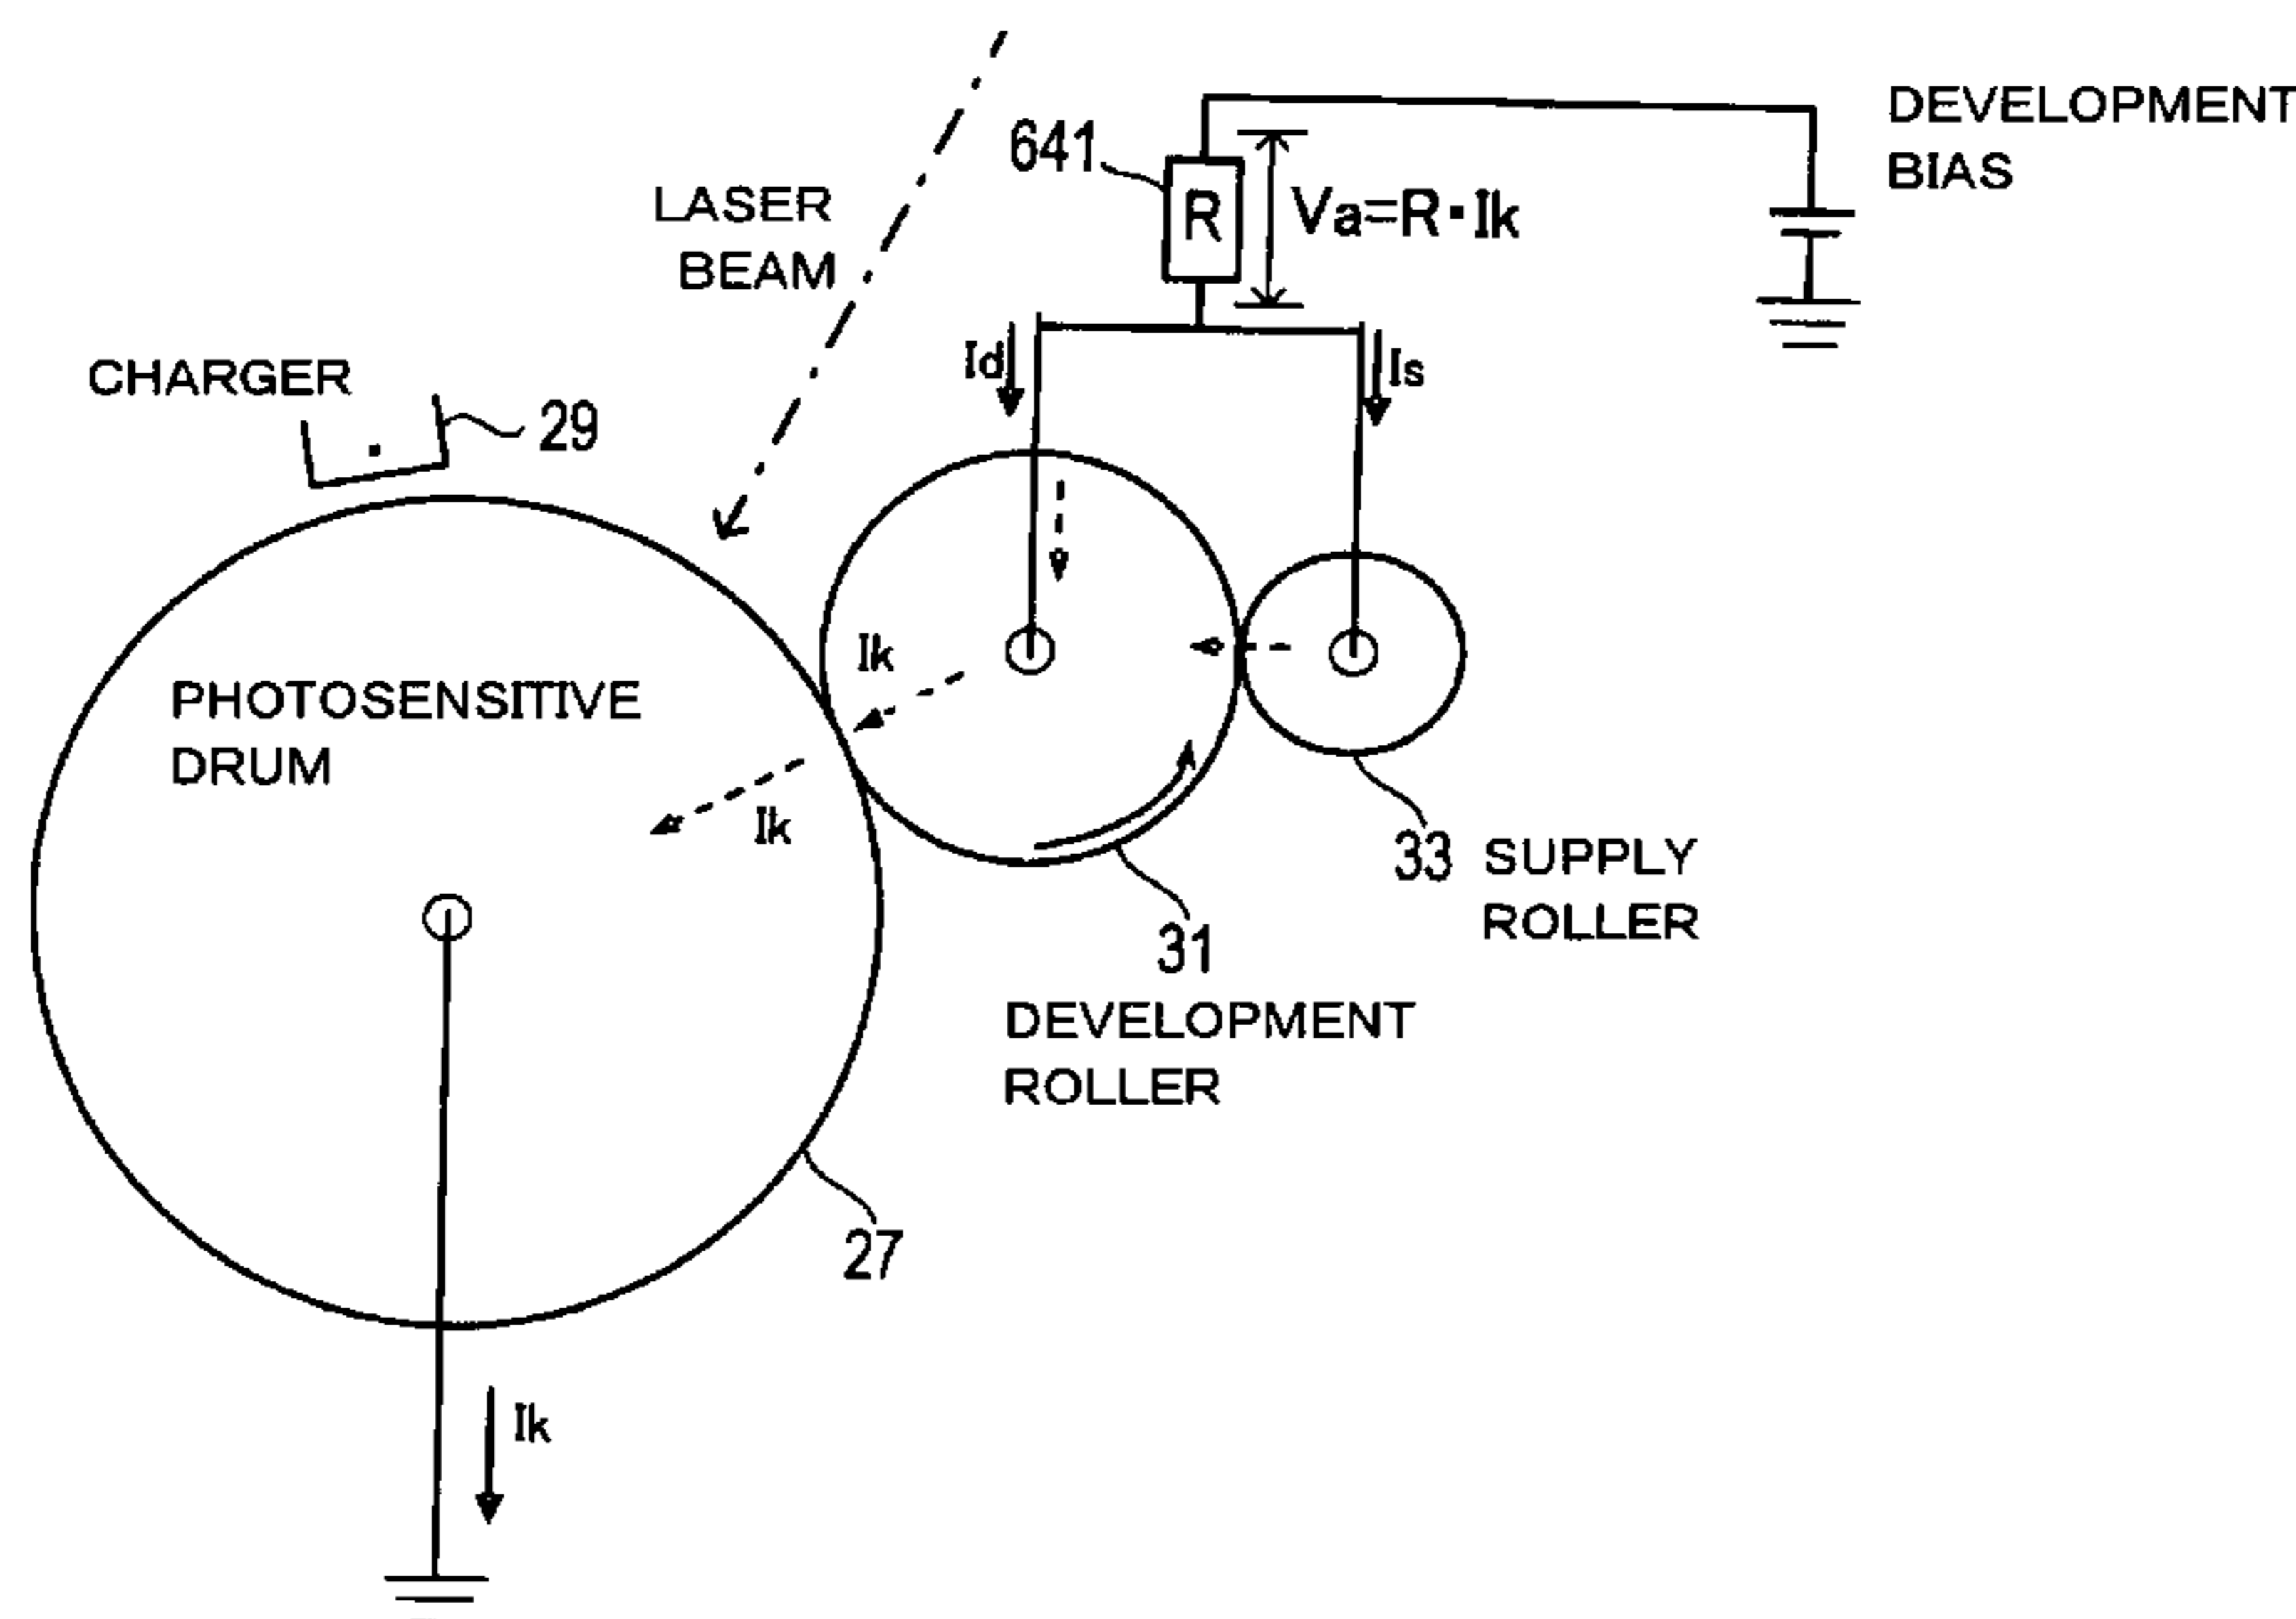 DEVELOPMENT
BIAS
641
R
Va=R·Ik
LASER
BEAM
Id
Is
CHARGER
29
Ik
PHOTOSENSITIVE
DRUM
Ik
33 SUPPLY
ROLLER
31
DEVELOPMENT
ROLLER
27
Ik